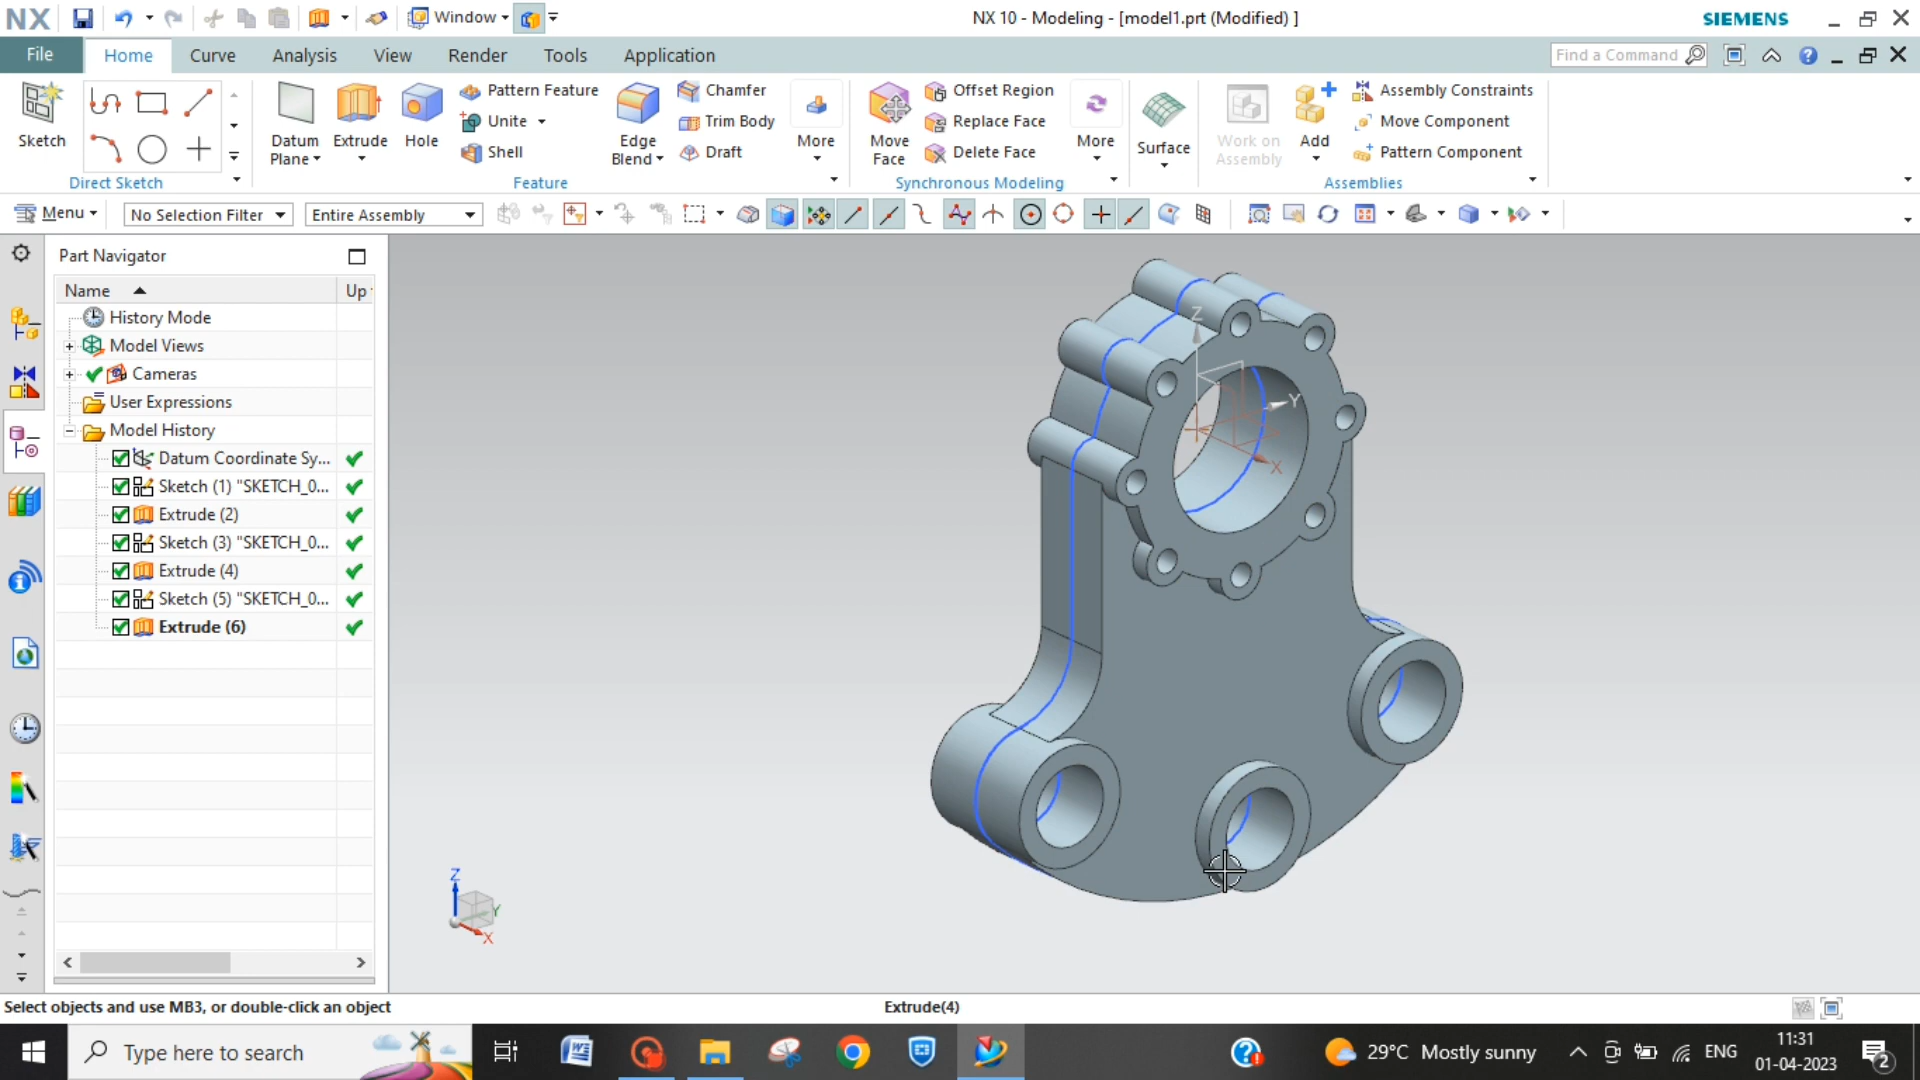 NX Window NX 10 - Modeling - [model1.prt (Modified) ] SIEMENS
File Home Curve Analysis View Render Tools Application Find a Command
Sketch
Direct Sketch
Datum Plane
Extrude
Hole
Pattern Feature
Unite
Shell
Edge Blend
Chamfer
Trim Body
Draft
More
Feature
Move Face
Offset Region
Replace Face
Delete Face
More
Synchronous Modeling
Surface
Work on Assembly
Add
Assembly Constraints
Move Component
Pattern Component
Assemblies
Menu No Selection Filter Entire Assembly
Part Navigator
Name Up
History Mode
Model Views
Cameras
User Expressions
Model History
Datum Coordinate Sy...
Sketch (1) "SKETCH_0...
Extrude (2)
Sketch (3) "SKETCH_0...
Extrude (4)
Sketch (5) "SKETCH_0...
Extrude (6)
Z
Y
X
Z
Y
X
Select objects and use MB3, or double-click an object Extrude(4)
Type here to search 29°C Mostly sunny ENG 11:31
01-04-2023
2